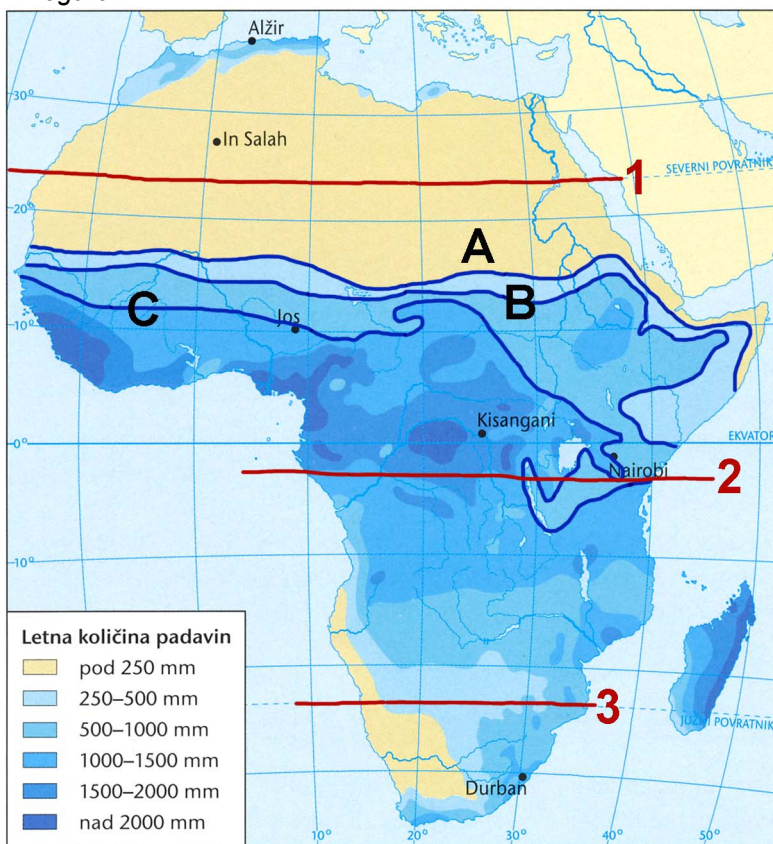 Alžir
30°
In Salah
SEVERNI POVRATNIK
1
20°
A
B
C
Jos
10°
Kisangani
EKVATOR
0°
Nairobi
2
10°
Letna količina padavin
pod 250 mm
250–500 mm
500–1000 mm
1000–1500 mm
1500–2000 mm
nad 2000 mm
3
JUŽNI POVRATNIK
Durban
10°
20°
30°
40°
50°